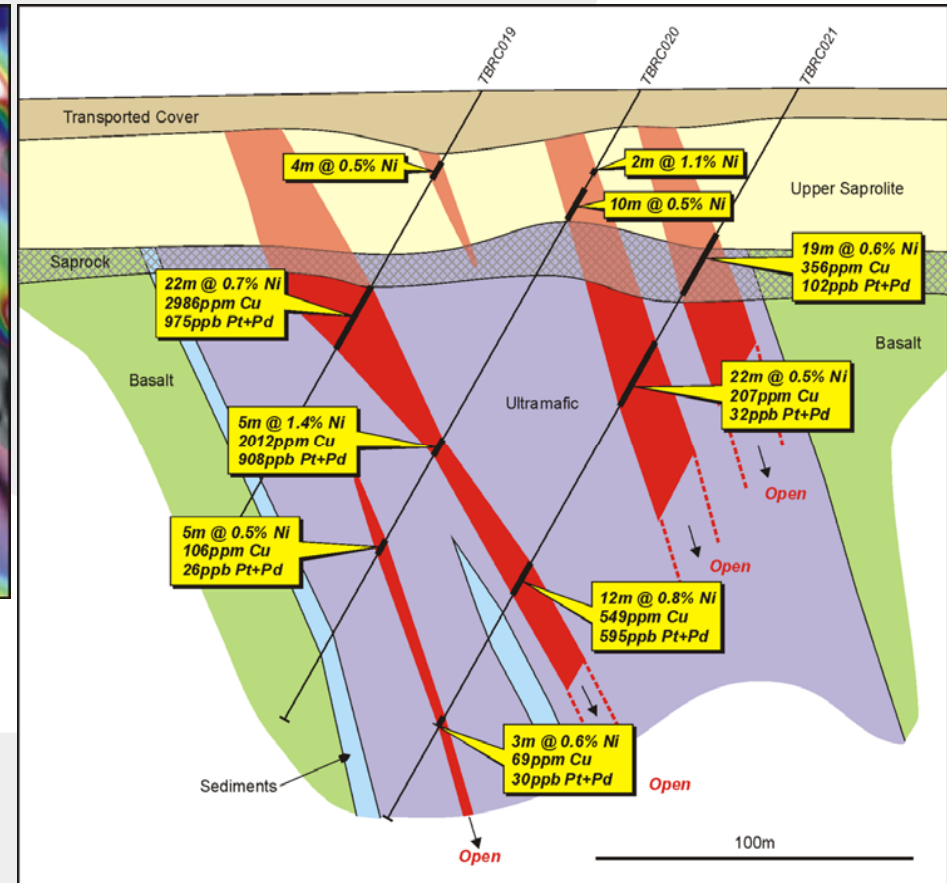 TBRC019
TBRC020
TBRC021
Transported Cover
4m @ 0.5% Ni
2m @ 1.1% Ni
10m @ 0.5% Ni
Upper Saprolite
Saprock
19m @ 0.6% Ni
356ppm Cu
102ppb Pt+Pd
22m @ 0.7% Ni
2986ppm Cu
975ppb Pt+Pd
Basalt
Basalt
Ultramafic
22m @ 0.5% Ni
207ppm Cu
32ppb Pt+Pd
5m @ 1.4% Ni
2012ppm Cu
908ppb Pt+Pd
Open
5m @ 0.5% Ni
106ppm Cu
26ppb Pt+Pd
Open
12m @ 0.8% Ni
549ppm Cu
595ppb Pt+Pd
3m @ 0.6% Ni
69ppm Cu
30ppb Pt+Pd
Sediments
Open
Open
100m